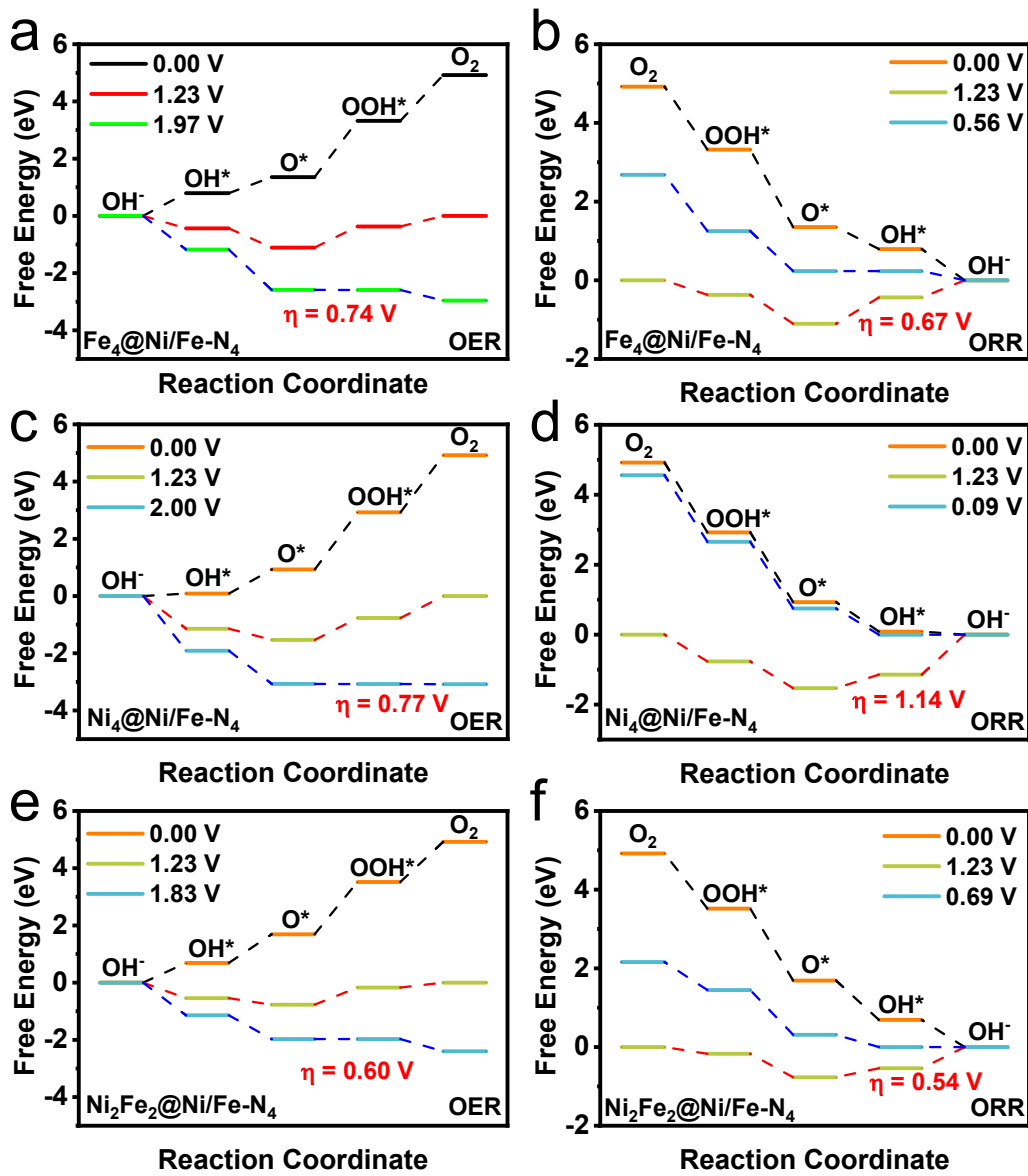 a
6
4
2
0
-2
-4
Free Energy (eV)
0.00 V
1.23 V
1.97 V
OH⁻
OH*
O*
OOH*
O₂
η = 0.74 V
Fe₄@Ni/Fe-N₄
OER
Reaction Coordinate
b
6
4
2
0
-2
Free Energy (eV)
0.00 V
1.23 V
0.56 V
O₂
OOH*
O*
OH*
OH⁻
η = 0.67 V
Fe₄@Ni/Fe-N₄
ORR
Reaction Coordinate
c
6
4
2
0
-2
-4
Free Energy (eV)
0.00 V
1.23 V
2.00 V
OH⁻
OH*
O*
OOH*
O₂
η = 0.77 V
Ni₄@Ni/Fe-N₄
OER
Reaction Coordinate
d
6
4
2
0
-2
Free Energy (eV)
0.00 V
1.23 V
0.09 V
O₂
OOH*
O*
OH*
OH⁻
η = 1.14 V
Ni₄@Ni/Fe-N₄
ORR
Reaction Coordinate
e
6
4
2
0
-2
-4
Free Energy (eV)
0.00 V
1.23 V
1.83 V
OH⁻
OH*
O*
OOH*
O₂
η = 0.60 V
Ni₂Fe₂@Ni/Fe-N₄
OER
Reaction Coordinate
f
6
4
2
0
-2
Free Energy (eV)
0.00 V
1.23 V
0.69 V
O₂
OOH*
O*
OH*
OH⁻
η = 0.54 V
Ni₂Fe₂@Ni/Fe-N₄
ORR
Reaction Coordinate